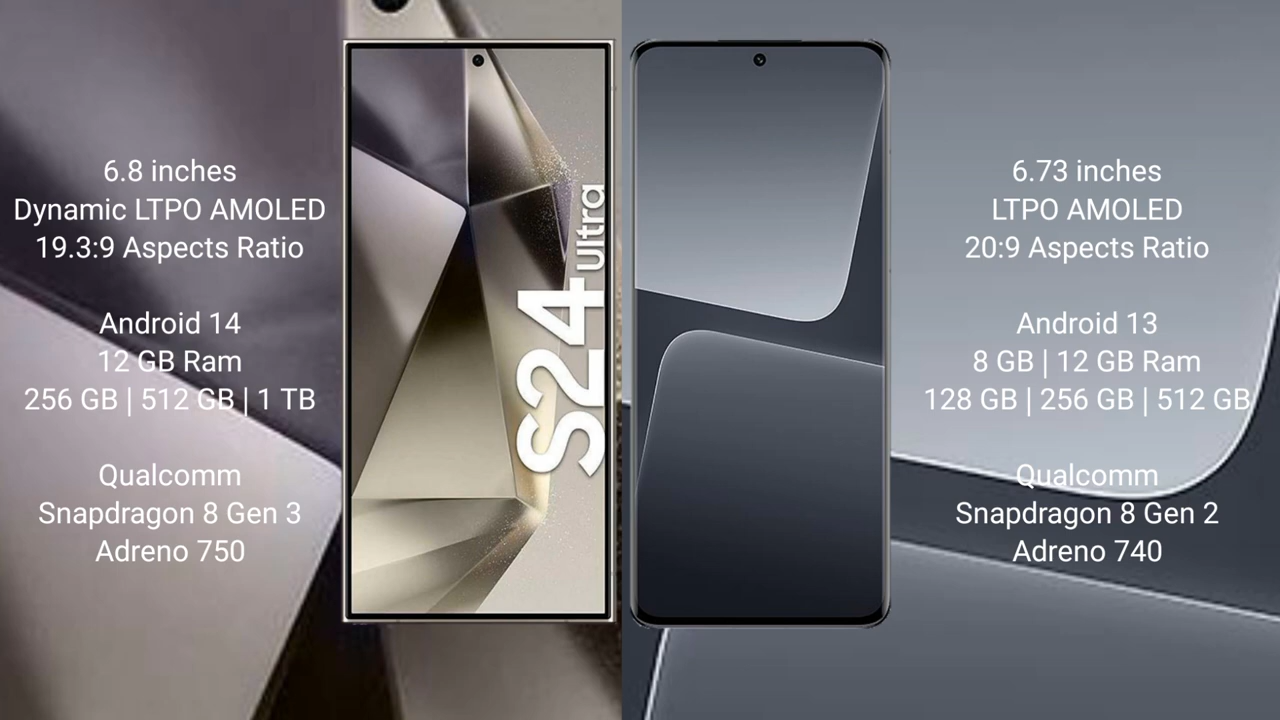 6.8 inches
Dynamic LTPO AMOLED
19.3:9 Aspects Ratio
Android 14
12 GB Ram
256 GB | 512 GB | 1 TB
Qualcomm
Snapdragon 8 Gen 3
Adreno 750
S24 Ultra
6.73 inches
LTPO AMOLED
20:9 Aspects Ratio
Android 13
8 GB | 12 GB Ram
128 GB | 256 GB | 512 GB
Qualcomm
Snapdragon 8 Gen 2
Adreno 740